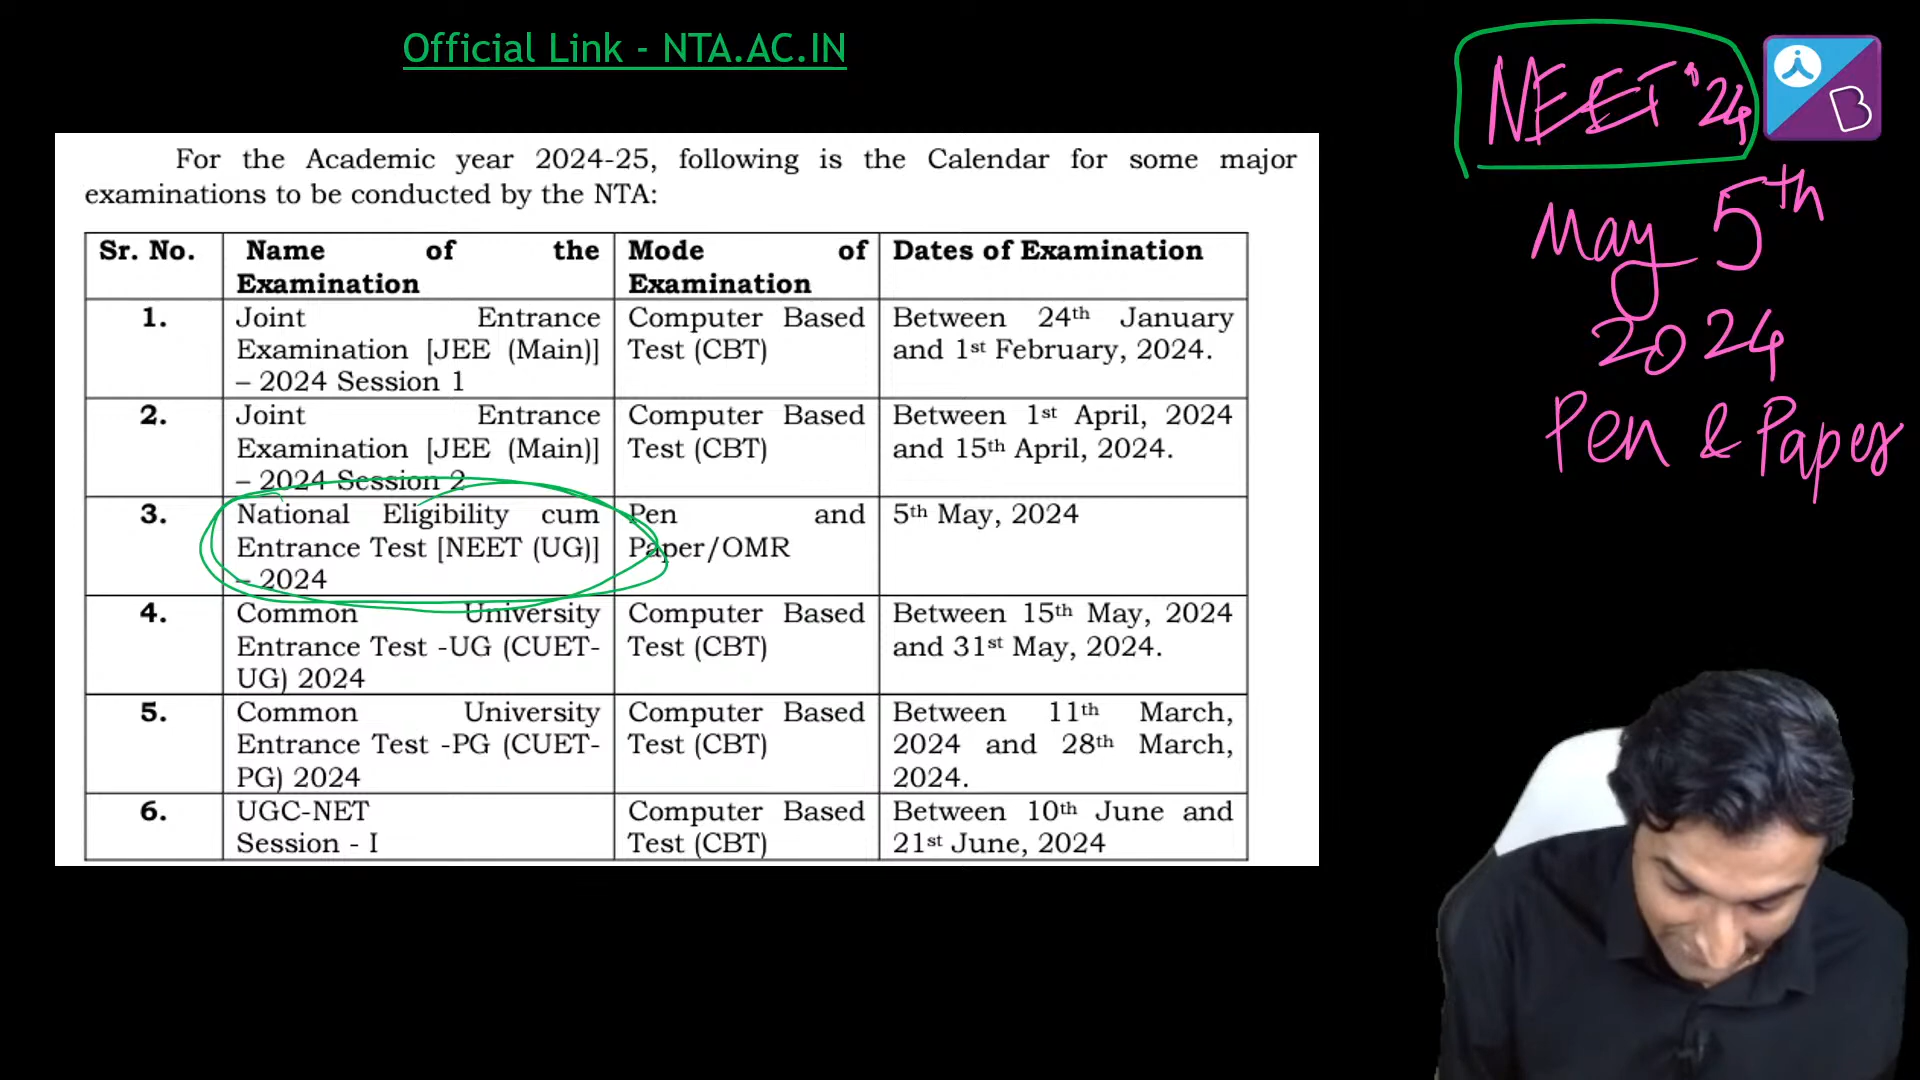 Official Link - NTA.AC.IN
NEET '24
B
May 5th
2024
Pen & Paper
For the Academic year 2024-25, following is the Calendar for some major
examinations to be conducted by the NTA:
Sr. No.
Name of the
Examination
Mode of
Examination
Dates of Examination
1.
Joint Entrance
Examination [JEE (Main)]
– 2024 Session 1
Computer Based
Test (CBT)
Between 24th January
and 1st February, 2024.
2.
Joint Entrance
Examination [JEE (Main)]
– 2024 Session 2
Computer Based
Test (CBT)
Between 1st April, 2024
and 15th April, 2024.
3.
National Eligibility cum
Entrance Test [NEET (UG)]
– 2024
Pen and
Paper/OMR
5th May, 2024
4.
Common University
Entrance Test -UG (CUET-
UG) 2024
Computer Based
Test (CBT)
Between 15th May, 2024
and 31st May, 2024.
5.
Common University
Entrance Test -PG (CUET-
PG) 2024
Computer Based
Test (CBT)
Between 11th March,
2024 and 28th March,
2024.
6.
UGC-NET
Session - I
Computer Based
Test (CBT)
Between 10th June and
21st June, 2024